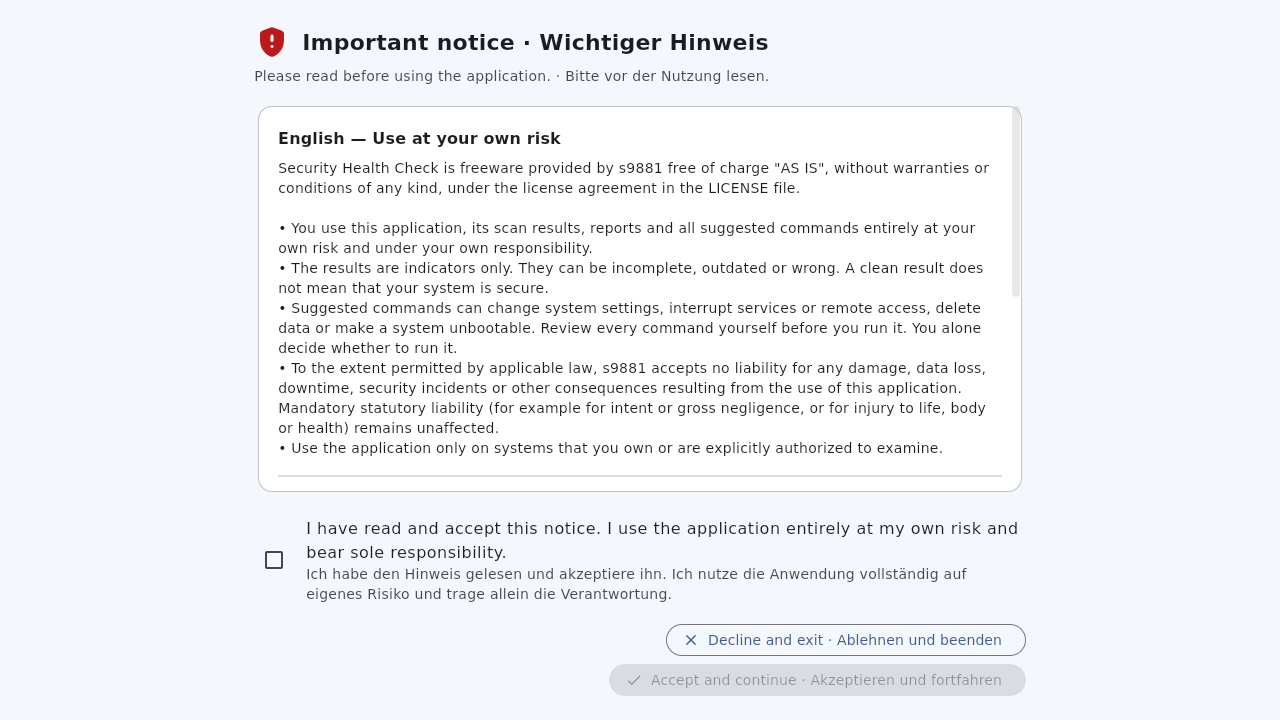 Important notice · Wichtiger Hinweis
Please read before using the application. · Bitte vor der Nutzung lesen.
English — Use at your own risk
Security Health Check is freeware provided by s9881 free of charge "AS IS", without warranties or
conditions of any kind, under the license agreement in the LICENSE file.
• You use this application, its scan results, reports and all suggested commands entirely at your
own risk and under your own responsibility.
• The results are indicators only. They can be incomplete, outdated or wrong. A clean result does
not mean that your system is secure.
• Suggested commands can change system settings, interrupt services or remote access, delete
data or make a system unbootable. Review every command yourself before you run it. You alone
decide whether to run it.
• To the extent permitted by applicable law, s9881 accepts no liability for any damage, data loss,
downtime, security incidents or other consequences resulting from the use of this application.
Mandatory statutory liability (for example for intent or gross negligence, or for injury to life, body
or health) remains unaffected.
• Use the application only on systems that you own or are explicitly authorized to examine.
I have read and accept this notice. I use the application entirely at my own risk and
bear sole responsibility.
Ich habe den Hinweis gelesen und akzeptiere ihn. Ich nutze die Anwendung vollständig auf
eigenes Risiko und trage allein die Verantwortung.
Decline and exit · Ablehnen und beenden
Accept and continue · Akzeptieren und fortfahren